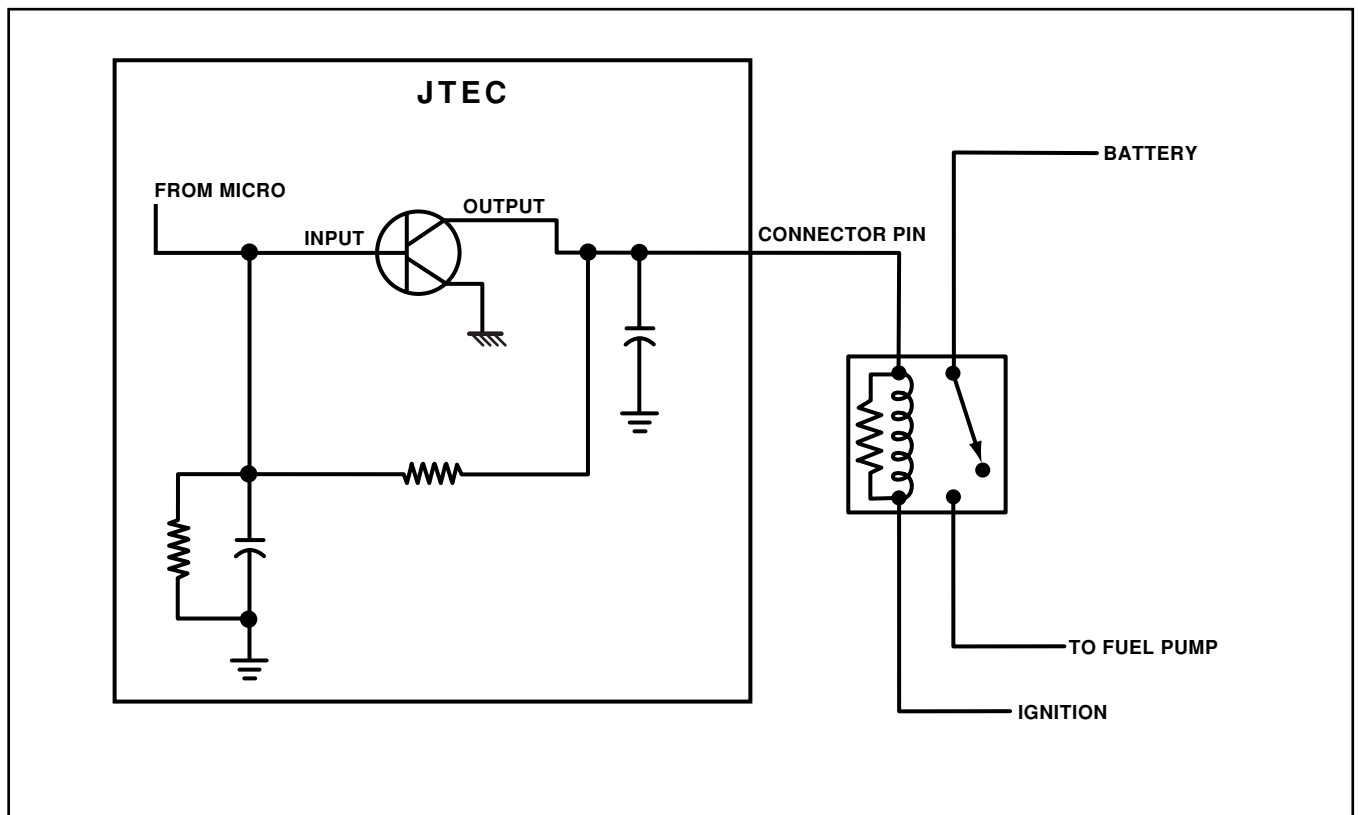 JTEC
FROM MICRO
INPUT
OUTPUT
CONNECTOR PIN
BATTERY
TO FUEL PUMP
IGNITION